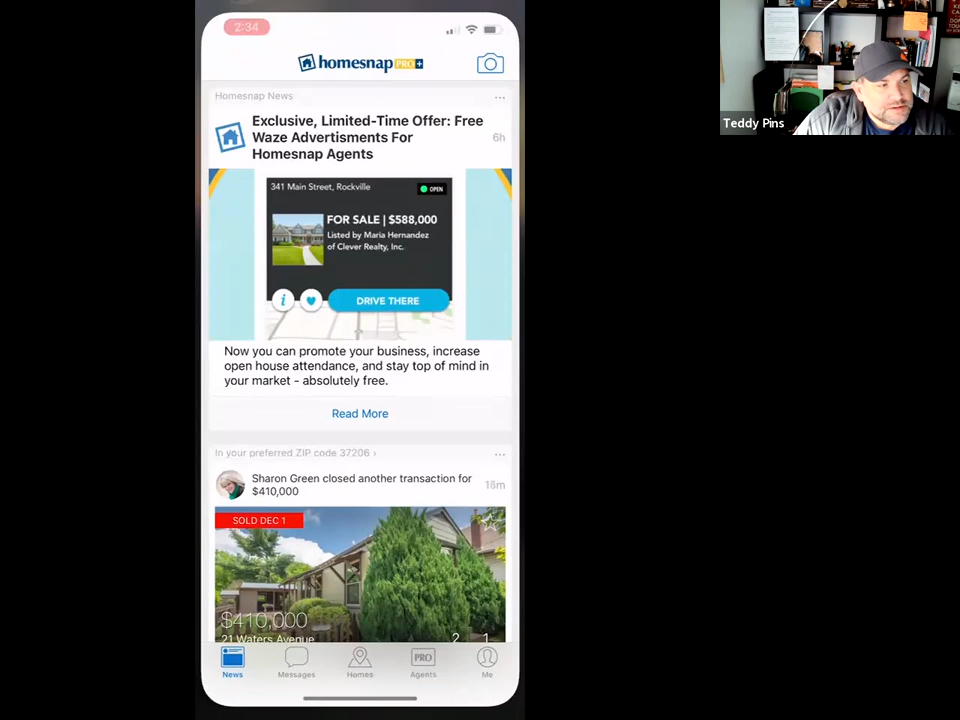 2:34
homesnap PRO+
Homesnap News
Exclusive, Limited-Time Offer: Free
Waze Advertisments For
Homesnap Agents
6h
341 Main Street, Rockville
OPEN
FOR SALE | $588,000
Listed by Maria Hernandez
of Clever Realty, Inc.
i
DRIVE THERE
Now you can promote your business, increase
open house attendance, and stay top of mind in
your market - absolutely free.
Read More
In your preferred ZIP code 37206 ›
Sharon Green closed another transaction for
$410,000
SOLD DEC 1
$410,000
21 Waters Avenue
2 1
News
Messages
Homes
PRO
Agents
Me
Teddy Pins